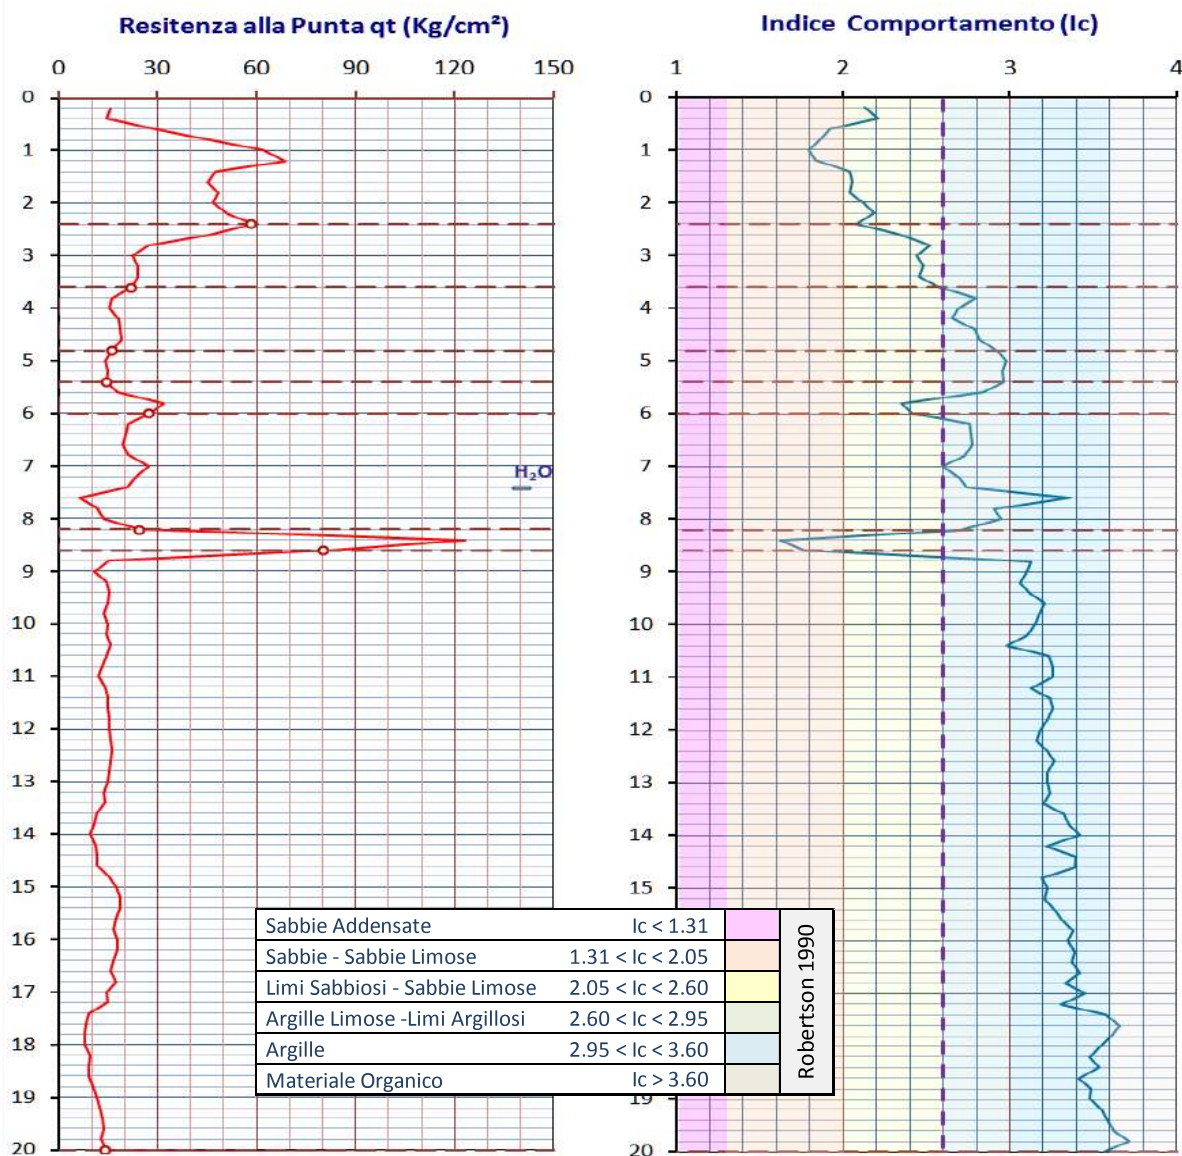 Resitenza alla Punta qt (Kg/cm²)
Indice Comportamento (Ic)
0 30 60 90 120 150
1 2 3 4
0 0
1 1
2 2
3 3
4 4
5 5
6 6
7 7
H₂O
8 8
9 9
10 10
11 11
12 12
13 13
14 14
15 15
16
17
18
19 19
20 20
Sabbie Addensate Ic < 1.31
Sabbie - Sabbie Limose 1.31 < Ic < 2.05
Limi Sabbiosi - Sabbie Limose 2.05 < Ic < 2.60
Argille Limose -Limi Argillosi 2.60 < Ic < 2.95
Argille 2.95 < Ic < 3.60
Materiale Organico Ic > 3.60
Robertson 1990